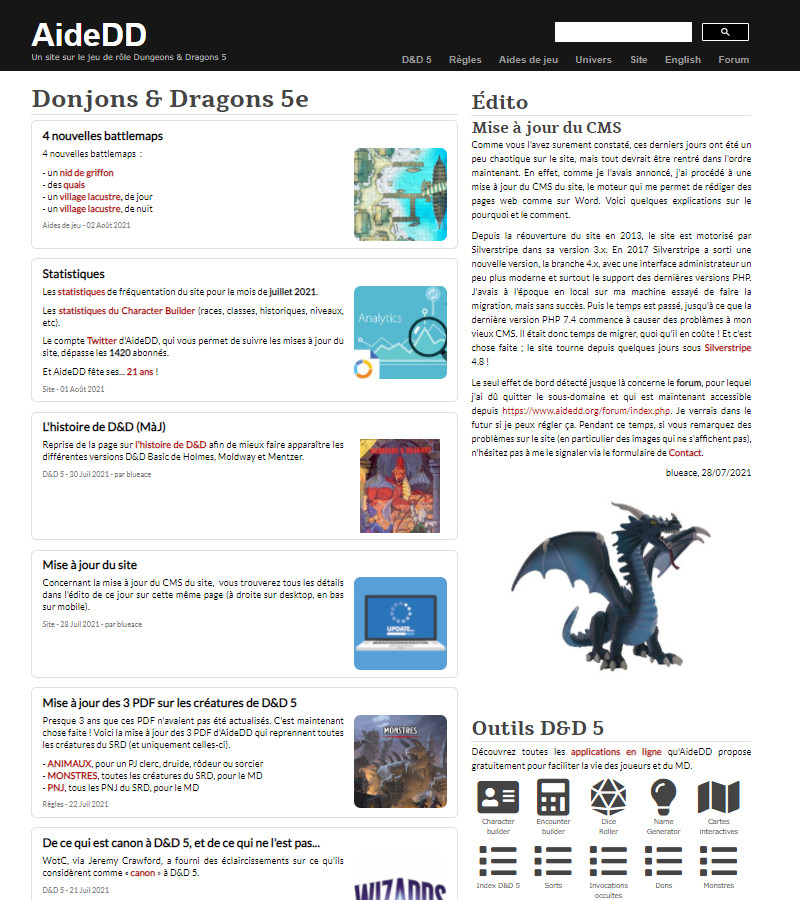 AideDD
Un site sur le jeu de rôle Dungeons & Dragons 5
D&D 5 Règles Aides de jeu Univers Site English Forum
Donjons & Dragons 5e
4 nouvelles battlemaps
4 nouvelles battlemaps :
- un nid de griffon
- des quais
- un village lacustre, de jour
- un village lacustre, de nuit
Aides de jeu - 02 Août 2021
Statistiques
Les statistiques de fréquentation du site pour le mois de juillet 2021.
Les statistiques du Character Builder (races, classes, historiques, niveaux,
etc).
Le compte Twitter d'AideDD, qui vous permet de suivre les mises à jour du
site, dépasse les 1420 abonnés.
Et AideDD fête ses... 21 ans !
Site - 01 Août 2021
Analytics
L'histoire de D&D (MàJ)
Reprise de la page sur l'histoire de D&D afin de mieux faire apparaître les
différentes versions D&D Basic de Holmes, Moldway et Mentzer.
D&D 5 - 30 Juil 2021 - par blueace
Mise à jour du site
Concernant la mise à jour du CMS du site, vous trouverez tous les détails
dans l'édito de ce jour sur cette même page (à droite sur desktop, en bas
sur mobile).
Site - 28 Juil 2021 - par blueace
UPDATE...
Mise à jour des 3 PDF sur les créatures de D&D 5
Presque 3 ans que ces PDF n'avaient pas été actualisés. C'est maintenant
chose faite ! Voici la mise à jour des 3 PDF d'AideDD qui reprennent toutes
les créatures du SRD (et uniquement celles-ci).
- ANIMAUX, pour un PJ clerc, druide, rôdeur ou sorcier
- MONSTRES, toutes les créatures du SRD, pour le MD
- PNJ, tous les PNJ du SRD, pour le MD
Règles - 22 Juil 2021
MONSTRES
De ce qui est canon à D&D 5, et de ce qui ne l'est pas...
WotC, via Jeremy Crawford, a fourni des éclaircissements sur ce qu'ils
considèrent comme « canon » à D&D 5.
D&D 5 - 21 Juil 2021
WIZARDS
Édito
Mise à jour du CMS
Comme vous l'avez surement constaté, ces derniers jours ont été un
peu chaotique sur le site, mais tout devrait être rentré dans l'ordre
maintenant. En effet, comme je l'avais annoncé, j'ai procédé à une
mise à jour du CMS du site, le moteur qui me permet de rédiger des
pages web comme sur Word. Voici quelques explications sur le
pourquoi et le comment.
Depuis la réouverture du site en 2013, le site est motorisé par
Silverstripe dans sa version 3.x. En 2017 Silverstripe a sorti une
nouvelle version, la branche 4.x, avec une interface administrateur un
peu plus moderne et surtout le support des dernières versions PHP.
J'avais à l'époque en local sur ma machine essayé de faire la
migration, mais sans succès. Puis le temps est passé, jusqu'à ce que la
dernière version PHP 7.4 commence à causer des problèmes à mon
vieux CMS. Il était donc temps de migrer, quoi qu'il en coûte ! Et c'est
chose faite ; le site tourne depuis quelques jours sous Silverstripe
4.8 !
Le seul effet de bord détecté jusque là concerne le forum, pour lequel
j'ai dû quitter le sous-domaine et qui est maintenant accessible
depuis https://www.aidedd.org/forum/index.php. Je verrais dans le
futur si je peux régler ça. Pendant ce temps, si vous remarquez des
problèmes sur le site (en particulier des images qui ne s'affichent pas),
n'hésitez pas à me le signaler via le formulaire de Contact.
blueace, 28/07/2021
Outils D&D 5
Découvrez toutes les applications en ligne qu'AideDD propose
gratuitement pour faciliter la vie des joueurs et du MD.
Character Encounter Dice Name Cartes
builder builder Roller Generator interactives
Index D&D 5 Sorts Invocations Dons Monstres
occultes